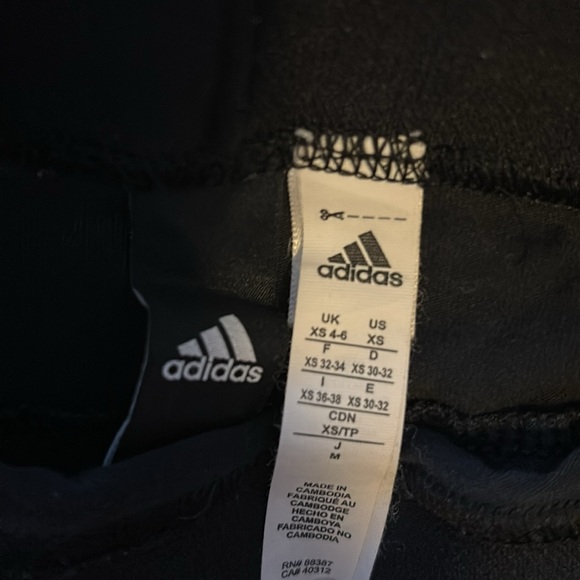 adidas
adidas
UK US
XS 4-6 XS
F D
XS 32-34 XS 30-32
I E
XS 36-38 XS 30-32
CDN
XS/TP
J
M
MADE IN
CAMBODIA
FABRIQUÉ AU
CAMBODGE
HECHO EN
CAMBOYA
FABRICADO NO
CAMBODIA
RN# 88387
CA# 40312